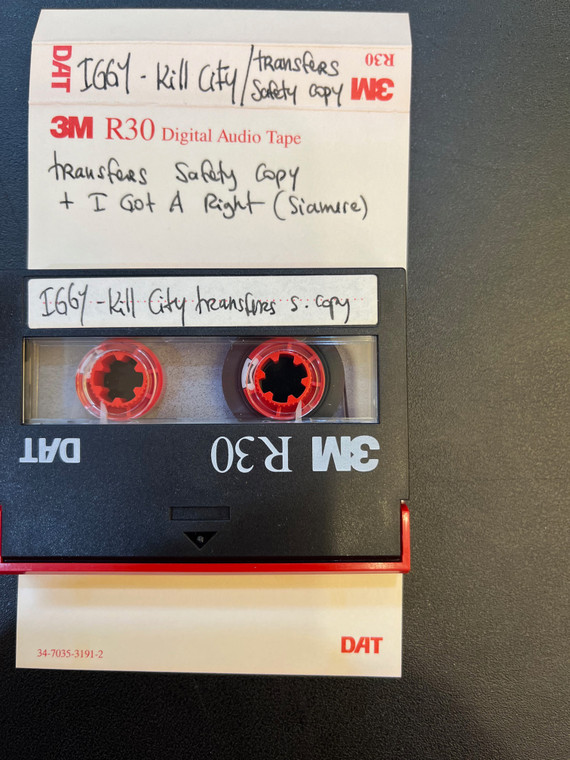 DAT IGGY - Kill City/transfers Safety copy 3M R30
3M R30 Digital Audio Tape
transfers Safety Copy
+ I Got A Right (Siamese)
IGGY - Kill City transfers s. copy
DAT R30 3M
34-7035-3191-2 DAT